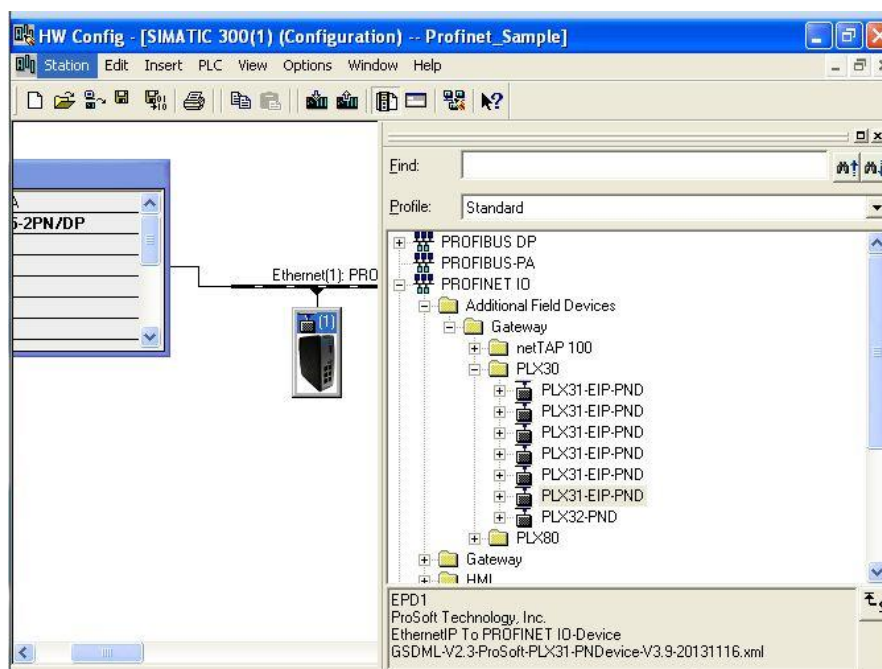 HW Config - [SIMATIC 300(1) (Configuration) -- Profinet_Sample]
Station Edit Insert PLC View Options Window Help
Find:
Profile: Standard
5-2PN/DP
Ethernet(1): PRO
(1)
PROFIBUS DP
PROFIBUS-PA
PROFINET IO
Additional Field Devices
Gateway
netTAP 100
PLX30
PLX31-EIP-PND
PLX31-EIP-PND
PLX31-EIP-PND
PLX31-EIP-PND
PLX31-EIP-PND
PLX31-EIP-PND
PLX32-PND
PLX80
Gateway
HMI
EPD1
ProSoft Technology, Inc.
EthernetIP To PROFINET IO-Device
GSDML-V2.3-ProSoft-PLX31-PNDevice-V3.9-20131116.xml